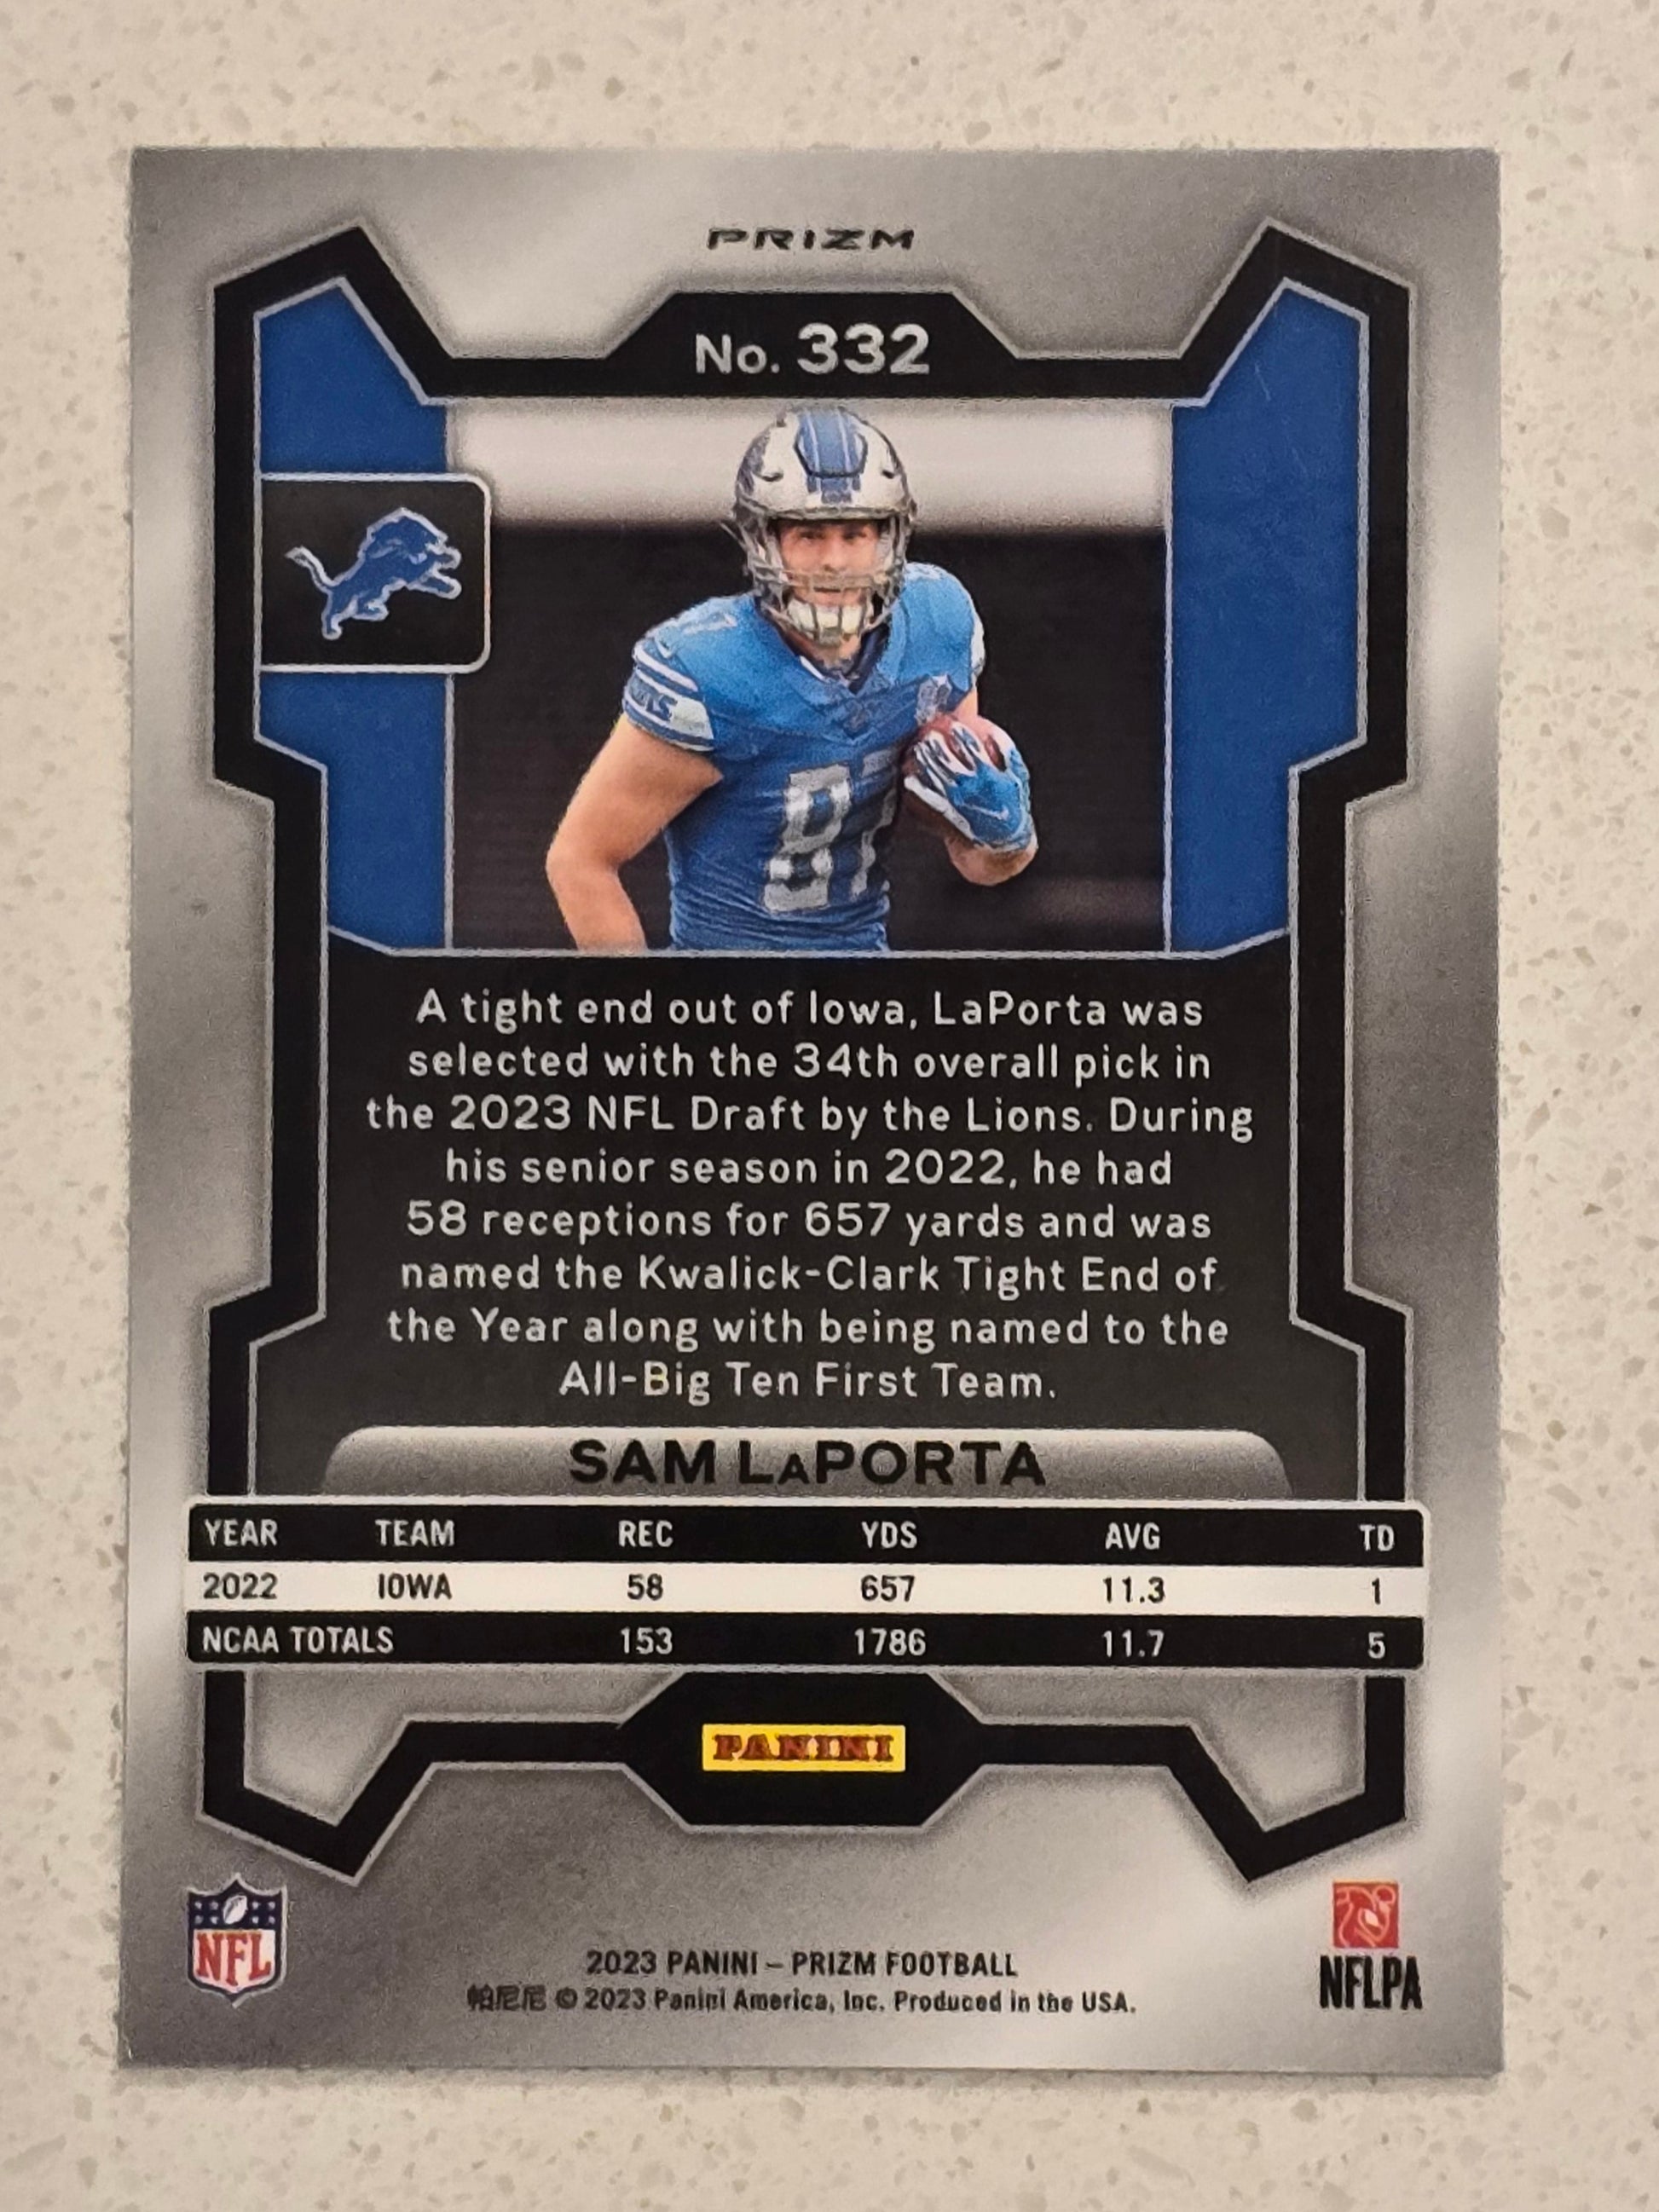 PRIZM
No. 332
87
87
A tight end out of Iowa, LaPorta was
selected with the 34th overall pick in
the 2023 NFL Draft by the Lions. During
his senior season in 2022, he had
58 receptions for 657 yards and was
named the Kwalick-Clark Tight End of
the Year along with being named to the
All-Big Ten First Team.
SAM LaPORTA
YEAR TEAM REC YDS AVG TD
2022 IOWA 58 657 11.3 1
NCAA TOTALS 153 1786 11.7 5
PANINI
NFL
NFLPA
2023 PANINI – PRIZM FOOTBALL
帕尼尼 © 2023 Panini America, Inc. Produced in the USA.